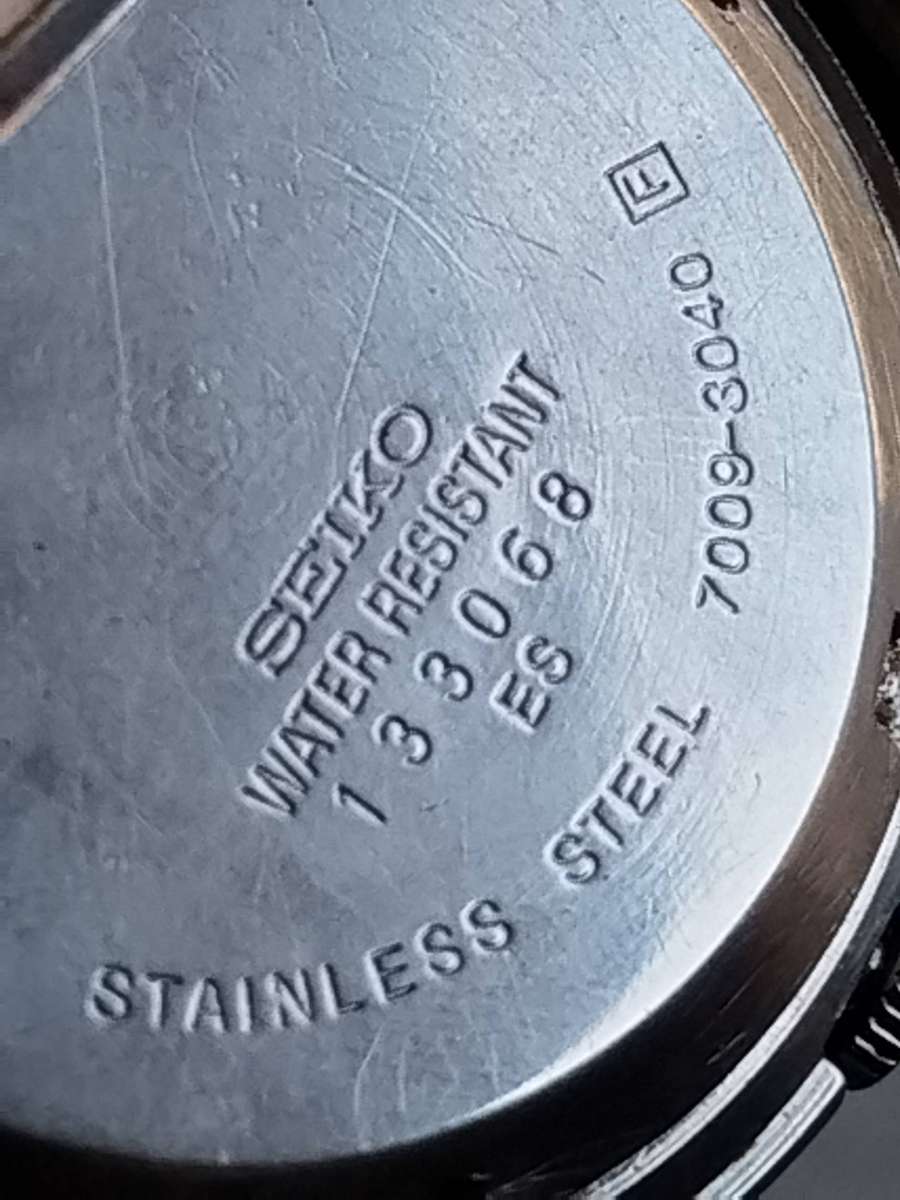 SEIKO
WATER RESISTANT
133068
ES
STAINLESS STEEL 7009-3040 F